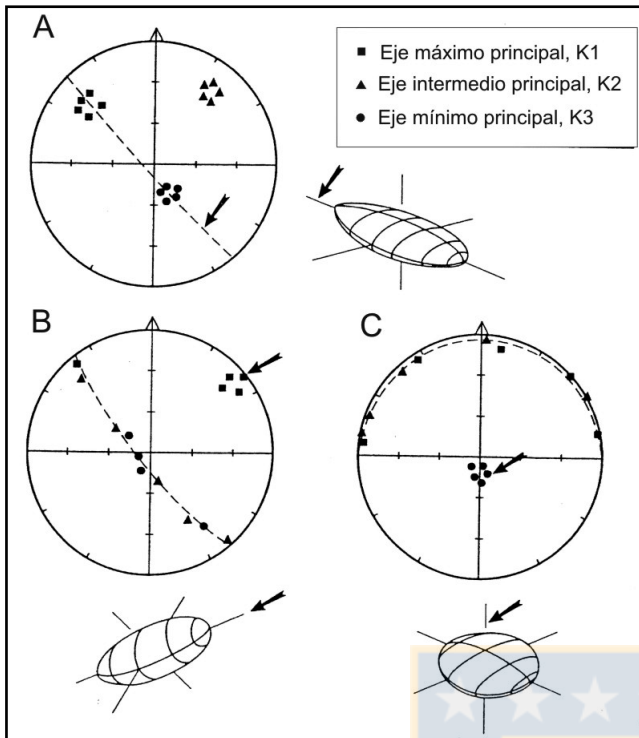 A
■ Eje máximo principal, K1
▲ Eje intermedio principal, K2
● Eje mínimo principal, K3
B
C